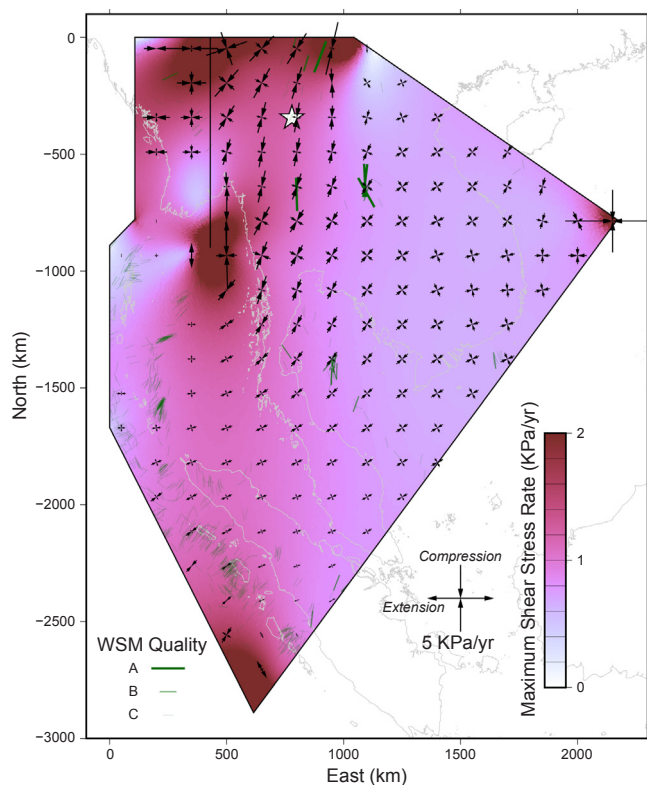 0
−500
−1000
−1500
−2000
−2500
−3000
North (km)
0
500
1000
1500
2000
East (km)
WSM Quality
A
B
C
Compression
Extension
5 KPa/yr
Maximum Shear Stress Rate (KPa/yr)
2
1
0